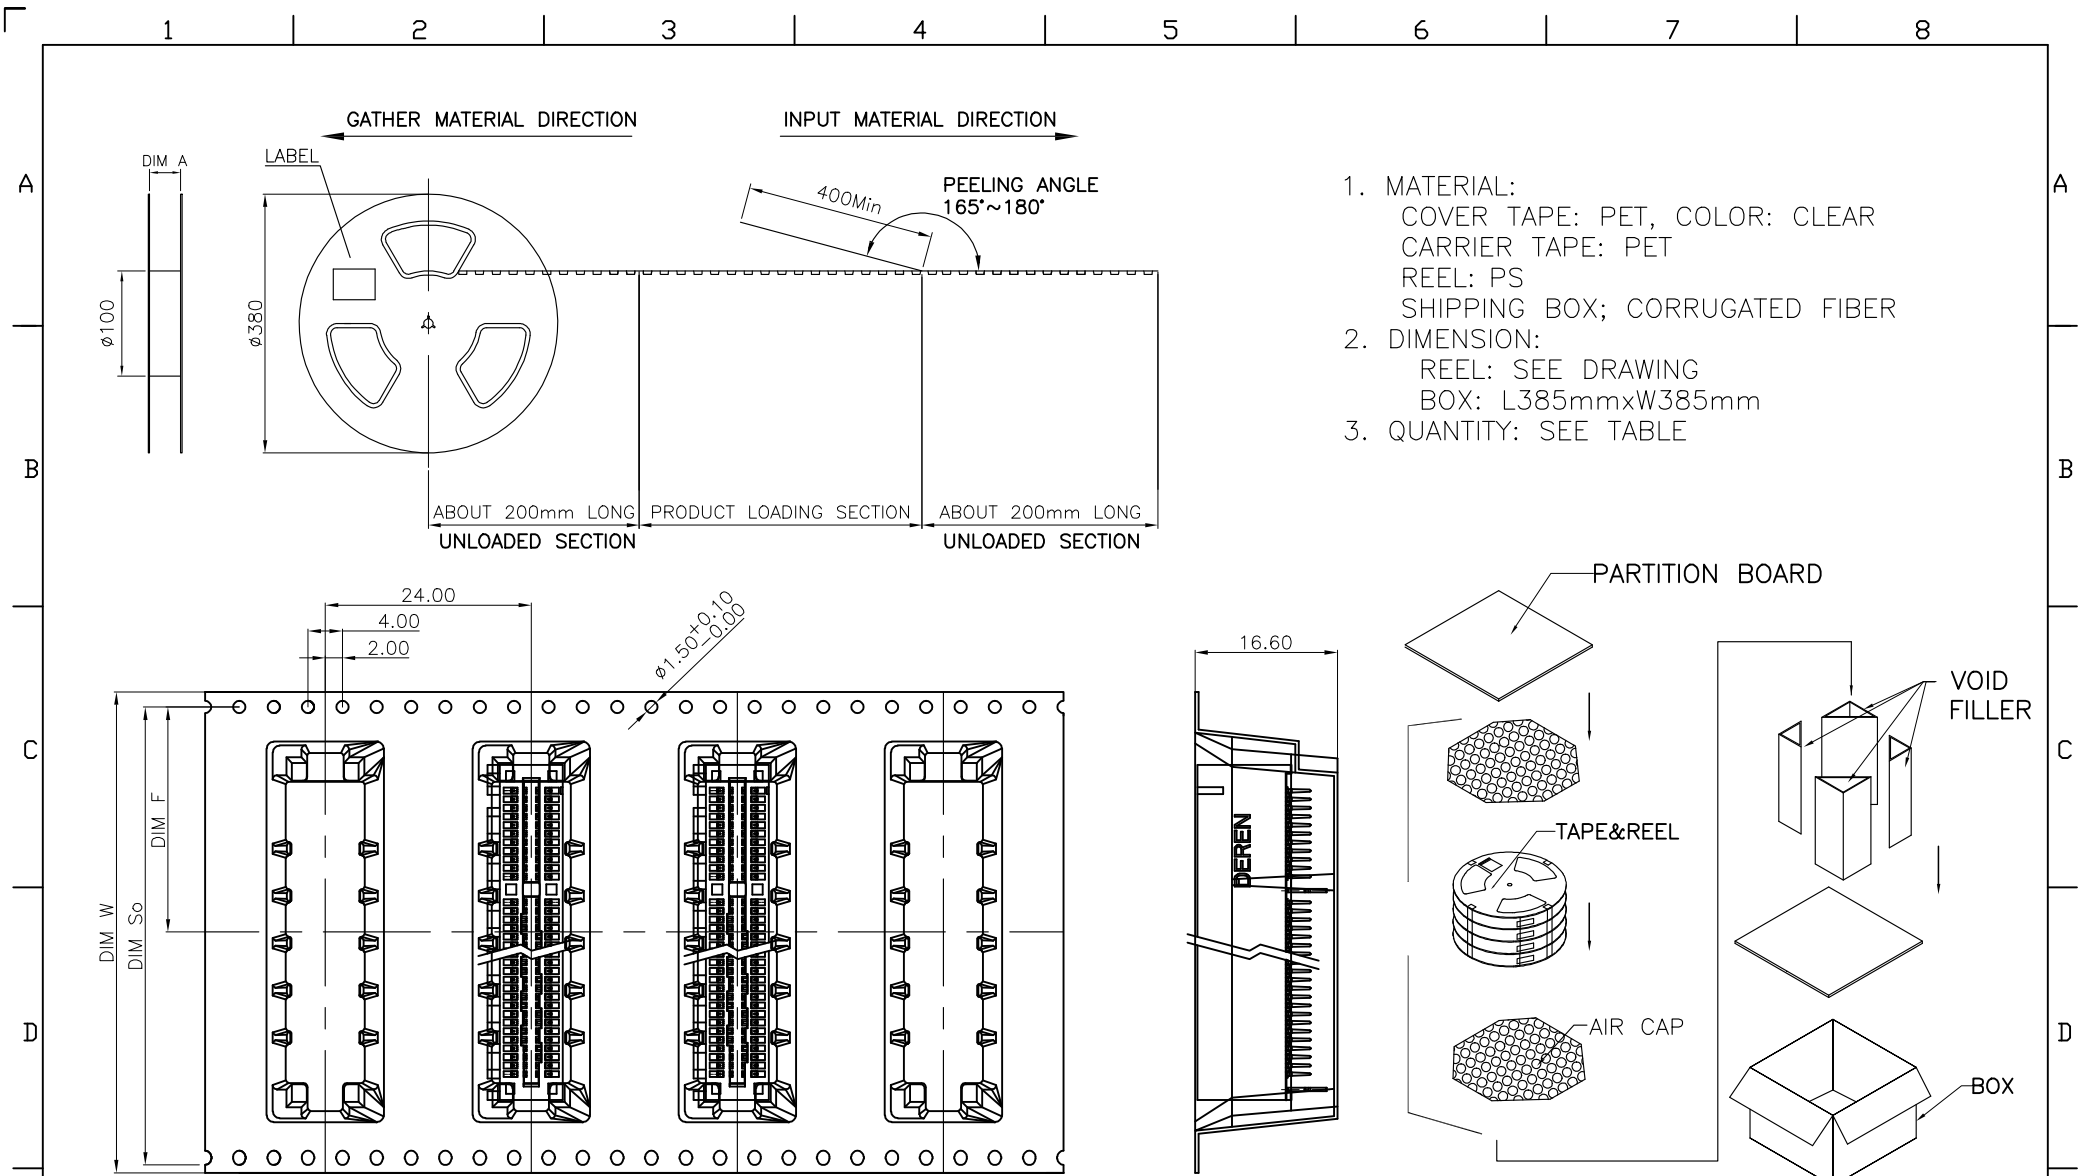 1 2 3 4 5 6 7 8
A
A
B
B
C
C
D
D
GATHER MATERIAL DIRECTION
INPUT MATERIAL DIRECTION
DIM A
LABEL
ø100
ø380
400Min
PEELING ANGLE
165°~180°
ABOUT 200mm LONG
UNLOADED SECTION
PRODUCT LOADING SECTION
ABOUT 200mm LONG
UNLOADED SECTION
1. MATERIAL:
COVER TAPE: PET, COLOR: CLEAR
CARRIER TAPE: PET
REEL: PS
SHIPPING BOX; CORRUGATED FIBER
2. DIMENSION:
REEL: SEE DRAWING
BOX: L385mmxW385mm
3. QUANTITY: SEE TABLE
24.00
4.00
2.00
ø1.50+0.10
-0.00
DIM F
DIM W
DIM So
16.60
DEREN
PARTITION BOARD
VOID
FILLER
TAPE&REEL
AIR CAP
BOX